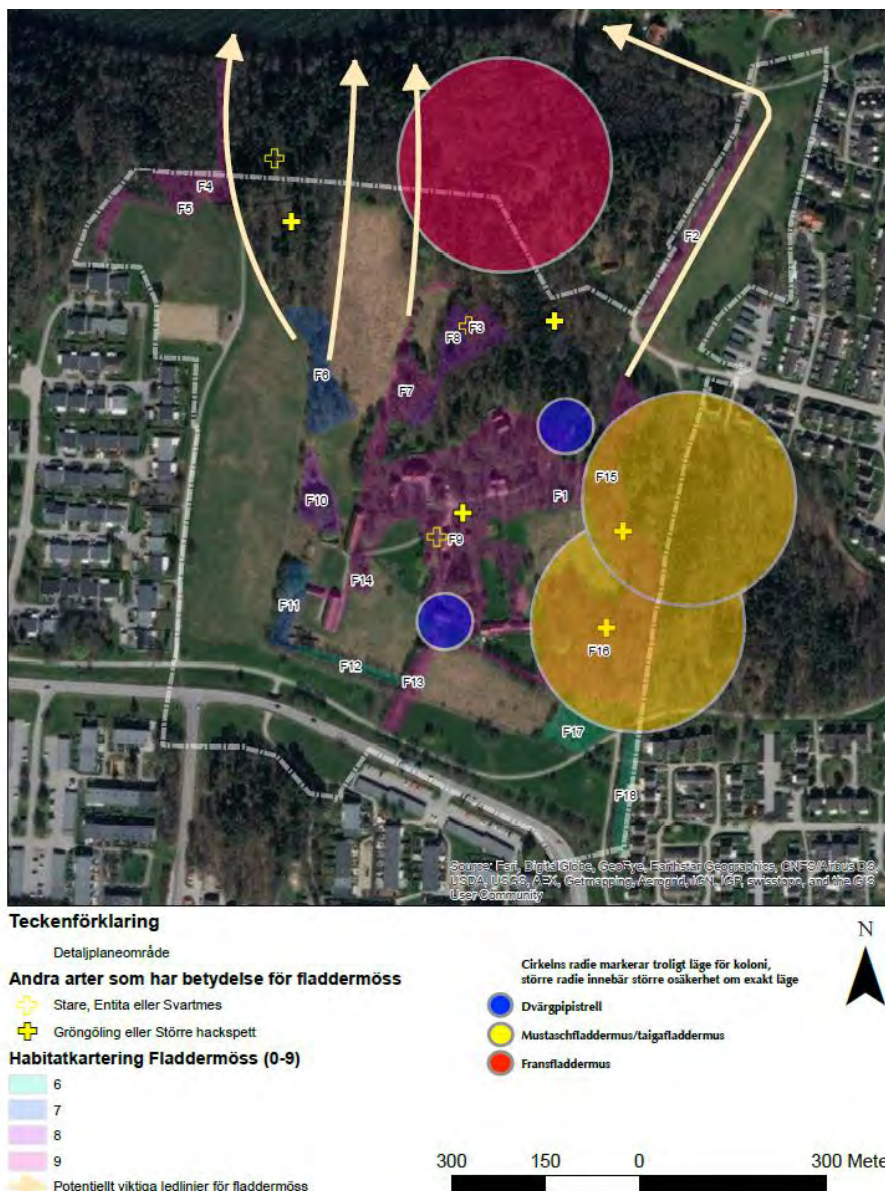 F4
F5
F2
F3
F8
F6
F7
F10
F1
F15
F9
F14
F11
F16
F12
F13
F17
F18
Source: Esri, DigitalGlobe, GeoEye, Earthstar Geographics, CNES/Airbus DS,
USDA, USGS, AEX, Getmapping, Aerogrid, IGN, IGP, swisstopo, and the GIS
User Community
Teckenförklaring
Detaljplaneområde
Andra arter som har betydelse för fladdermöss
Stare, Entita eller Svartmes
Gröngöling eller Större hackspett
Habitatkartering Fladdermöss (0-9)
6
7
8
9
Potentiellt viktiga ledlinjer för fladdermöss
N
Cirkelns radie markerar troligt läge för koloni,
större radie innebär större osäkerhet om exakt läge
Dvärgpipistrell
Mustaschfladdermus/taigafladdermus
Fransfladdermus
300 150 0 300 Mete